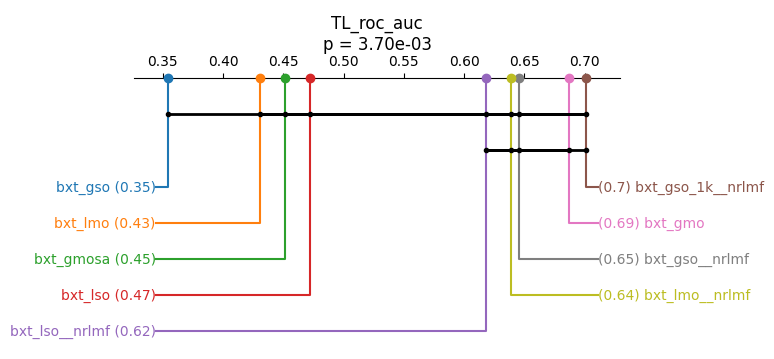 TL_roc_auc
p = 3.70e-03
0.35 0.40 0.45 0.50 0.55 0.60 0.65 0.70
bxt_gso (0.35) (0.7) bxt_gso_1k__nrlmf
bxt_lmo (0.43) (0.69) bxt_gmo
bxt_gmosa (0.45) (0.65) bxt_gso__nrlmf
bxt_lso (0.47) (0.64) bxt_lmo__nrlmf
bxt_lso__nrlmf (0.62)